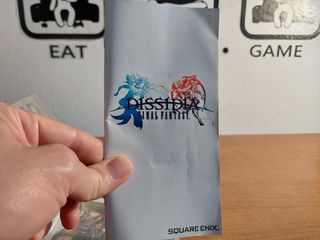 EAT
GAME
DISSIDIA
FINAL FANTASY
SQUARE ENIX